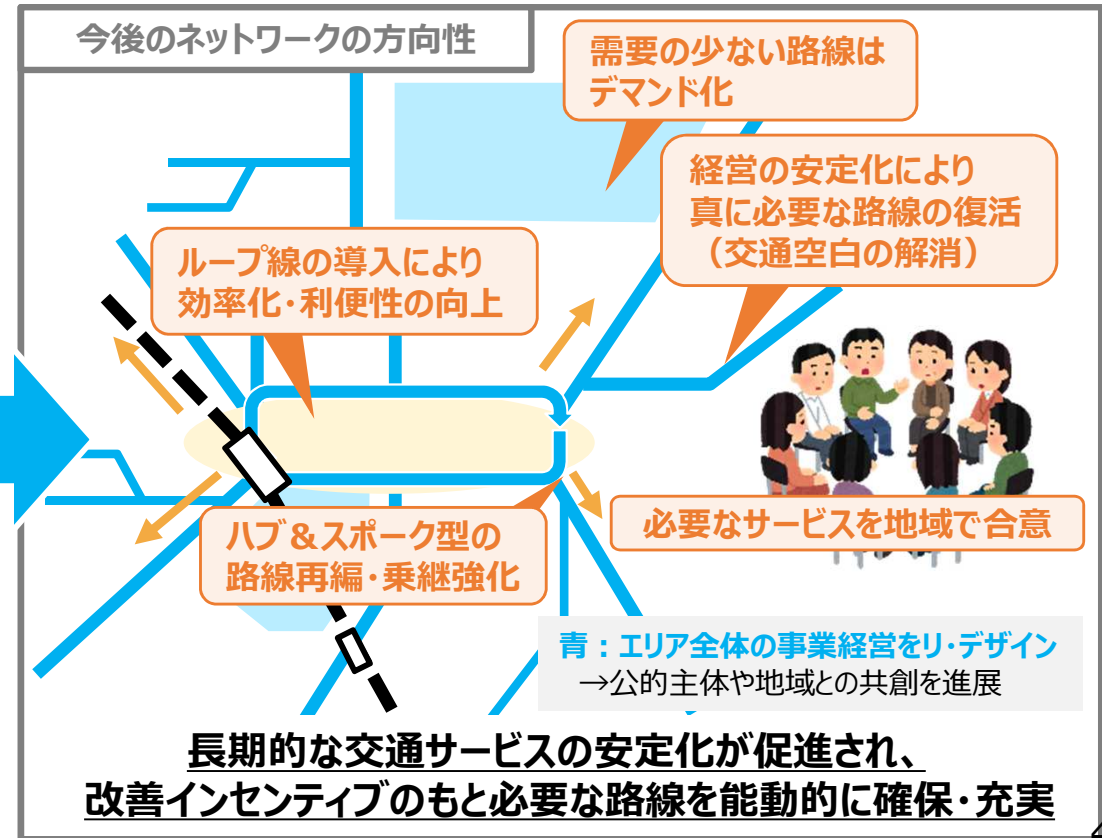 今後のネットワークの方向性
需要の少ない路線は
デマンド化
経営の安定化により
真に必要な路線の復活
（交通空白の解消）
ループ線の導入により
効率化・利便性の向上
ハブ＆スポーク型の
路線再編・乗継強化
必要なサービスを地域で合意
青：エリア全体の事業経営をリ・デザイン
→公的主体や地域との共創を進展
長期的な交通サービスの安定化が促進され、
改善インセンティブのもと必要な路線を能動的に確保・充実